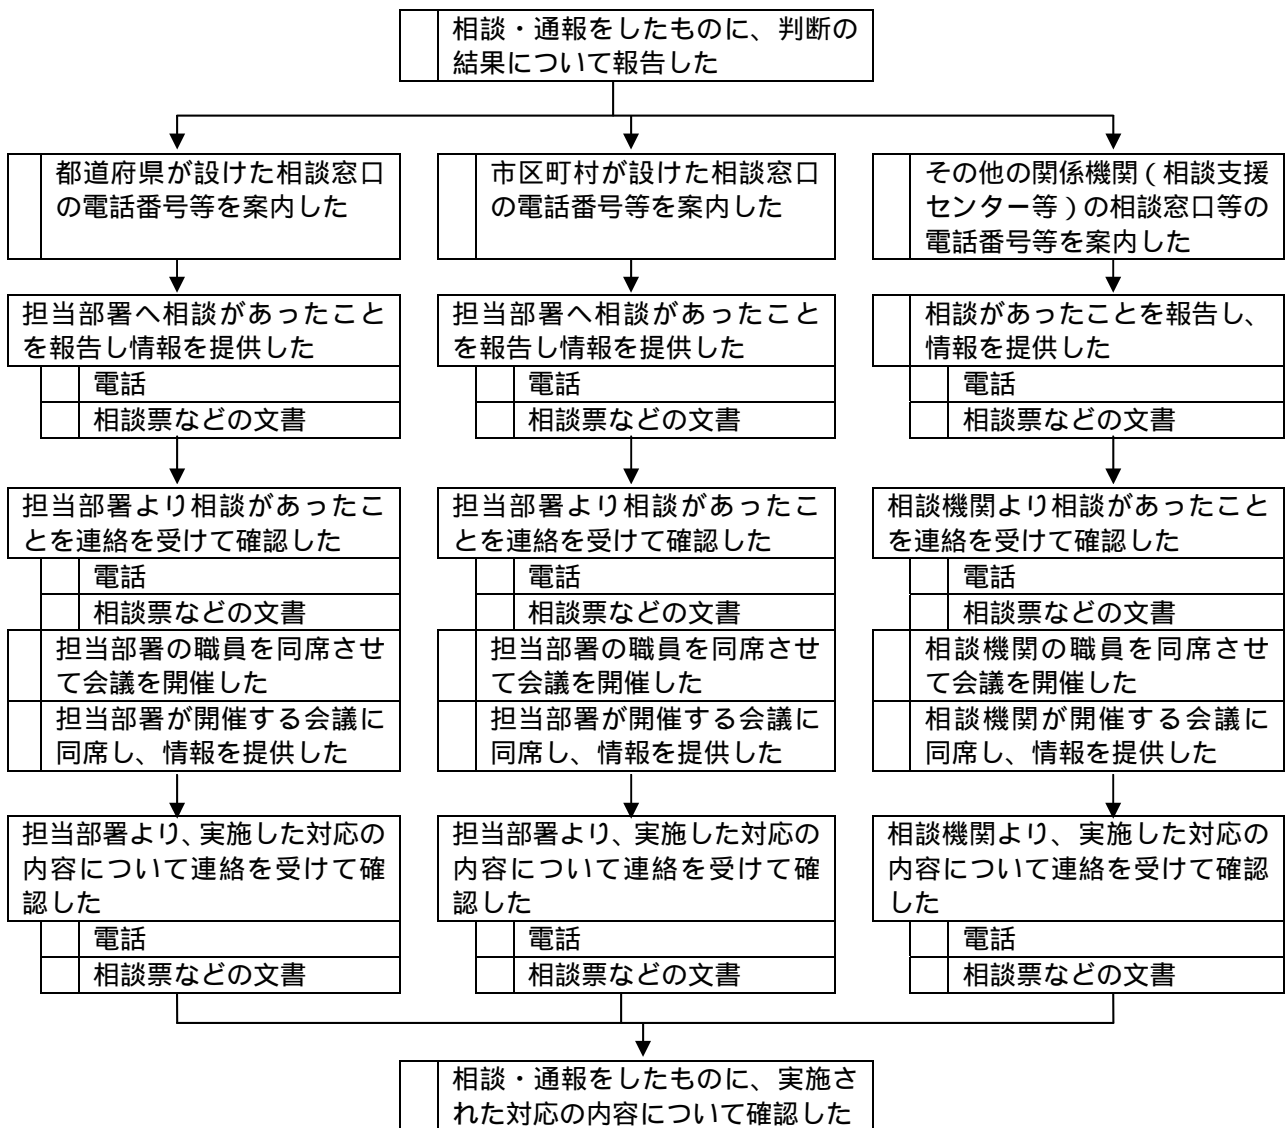 相談・通報をしたものに、判断の
結果について報告した
都道府県が設けた相談窓口
の電話番号等を案内した
市区町村が設けた相談窓口
の電話番号等を案内した
その他の関係機関(相談支援
センター等)の相談窓口等の
電話番号等を案内した
担当部署へ相談があったこと
を報告し情報を提供した
電話
相談票などの文書
担当部署へ相談があったこと
を報告し情報を提供した
電話
相談票などの文書
相談があったことを報告し、
情報を提供した
電話
相談票などの文書
担当部署より相談があったこ
とを連絡を受けて確認した
電話
相談票などの文書
担当部署の職員を同席させ
て会議を開催した
担当部署が開催する会議に
同席し、情報を提供した
担当部署より相談があったこ
とを連絡を受けて確認した
電話
相談票などの文書
担当部署の職員を同席させ
て会議を開催した
担当部署が開催する会議に
同席し、情報を提供した
相談機関より相談があったこと
を連絡を受けて確認した
電話
相談票などの文書
相談機関の職員を同席させ
て会議を開催した
相談機関が開催する会議に
同席し、情報を提供した
担当部署より、実施した対応の
内容について連絡を受けて確
認した
電話
相談票などの文書
担当部署より、実施した対応の
内容について連絡を受けて確
認した
電話
相談票などの文書
相談機関より、実施した対応の
内容について連絡を受けて確認
した
電話
相談票などの文書
相談・通報をしたものに、実施さ
れた対応の内容について確認した